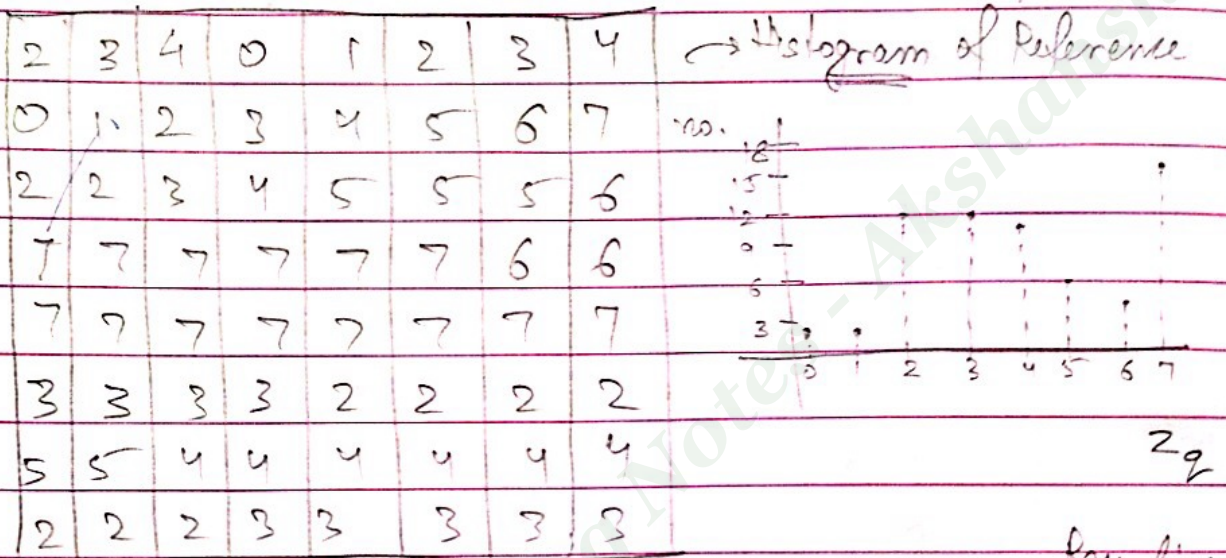 2 3 4 0 1 2 3 4 → Histogram of Reference
0 1 2 3 4 5 6 7 no.
18
2 2 3 4 5 5 5 6 15
12
7 7 7 7 7 7 6 6 9
6
7 7 7 7 7 7 7 7 3
0 1 2 3 4 5 6 7
3 3 3 3 2 2 2 2
5 5 4 4 4 4 4 4 Zq
2 2 2 3 3 3 3 3
Notes - Akshansh